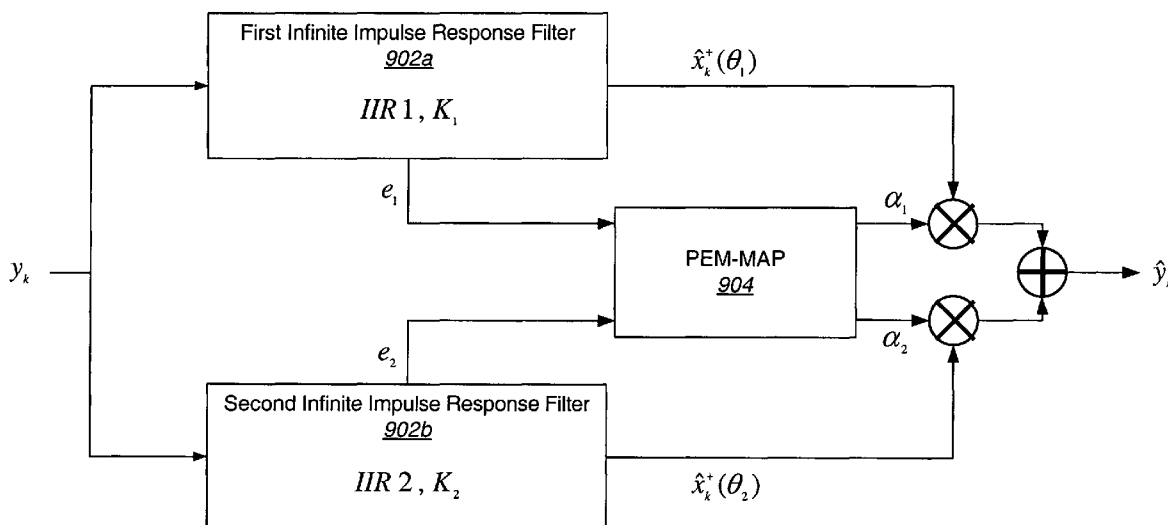 First Infinite Impulse Response Filter
902a
IIR 1, K₁
x̂ₖ⁺(θ₁)
e₁
α₁
PEM-MAP
904
yₖ
ŷ
e₂
α₂
Second Infinite Impulse Response Filter
902b
IIR 2, K₂
x̂ₖ⁺(θ₂)